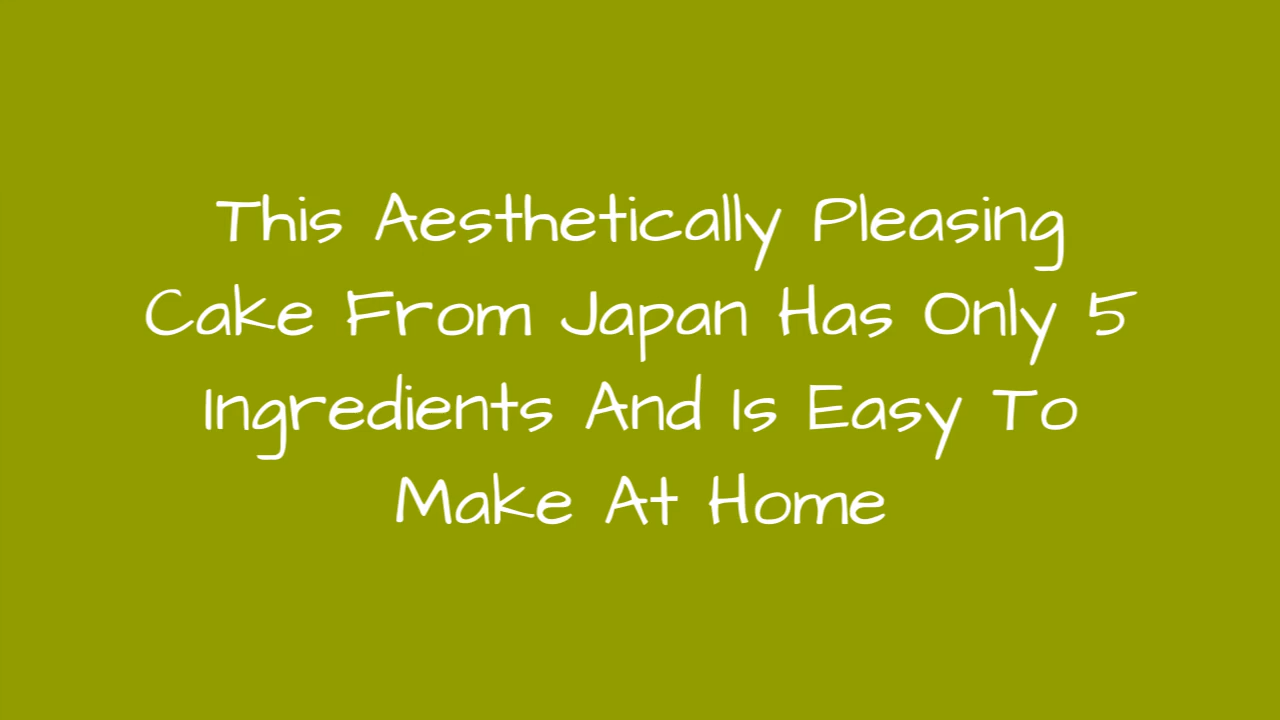 This Aesthetically Pleasing
Cake From Japan Has Only 5
Ingredients And Is Easy To
Make At Home